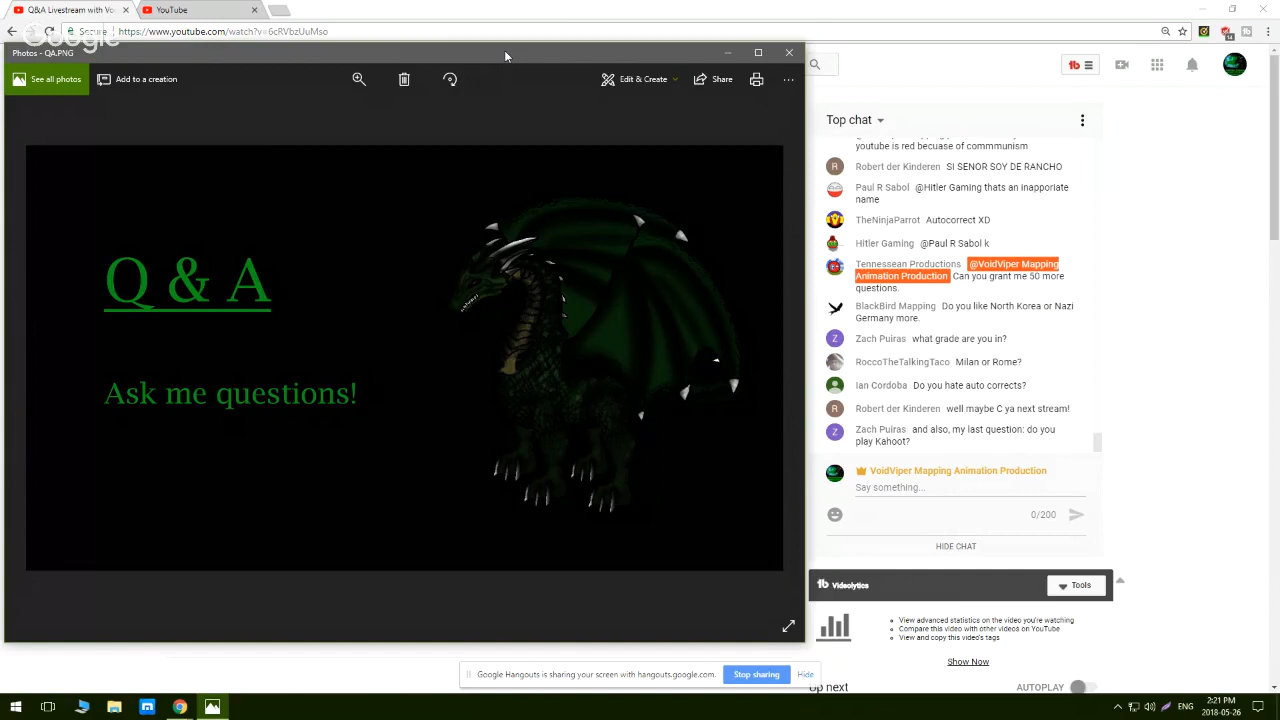 Q&A Livestream with Vo
YouTube
Secure
https://www.youtube.com/watch?v=6cRVbzUuMso
Google
Photos - QA.PNG
See all photos
Add to a creation
Edit & Create
Share
Q & A
Ask me questions!
Top chat
youtube is red becuase of commmunism
Robert der Kinderen SI SENOR SOY DE RANCHO
Paul R Sabol @Hitler Gaming thats an inapporiate
name
TheNinjaParrot Autocorrect XD
Hitler Gaming @Paul R Sabol k
Tennessean Productions @VoidViper Mapping
Animation Production Can you grant me 50 more
questions.
BlackBird Mapping Do you like North Korea or Nazi
Germany more.
Zach Puiras what grade are you in?
RoccoTheTalkingTaco Milan or Rome?
Ian Cordoba Do you hate auto corrects?
Robert der Kinderen well maybe C ya next stream!
Zach Puiras and also, my last question: do you
play Kahoot?
VoidViper Mapping Animation Production
Say something...
0/200
HIDE CHAT
Videolytics
Tools
View advanced statistics on the video you're watching
Compare this video with other videos on YouTube
View and copy this video's tags
Show Now
Google Hangouts is sharing your screen with hangouts.google.com.
Stop sharing
Hide
Up next
AUTOPLAY
ENG
2:21 PM
2018-05-26